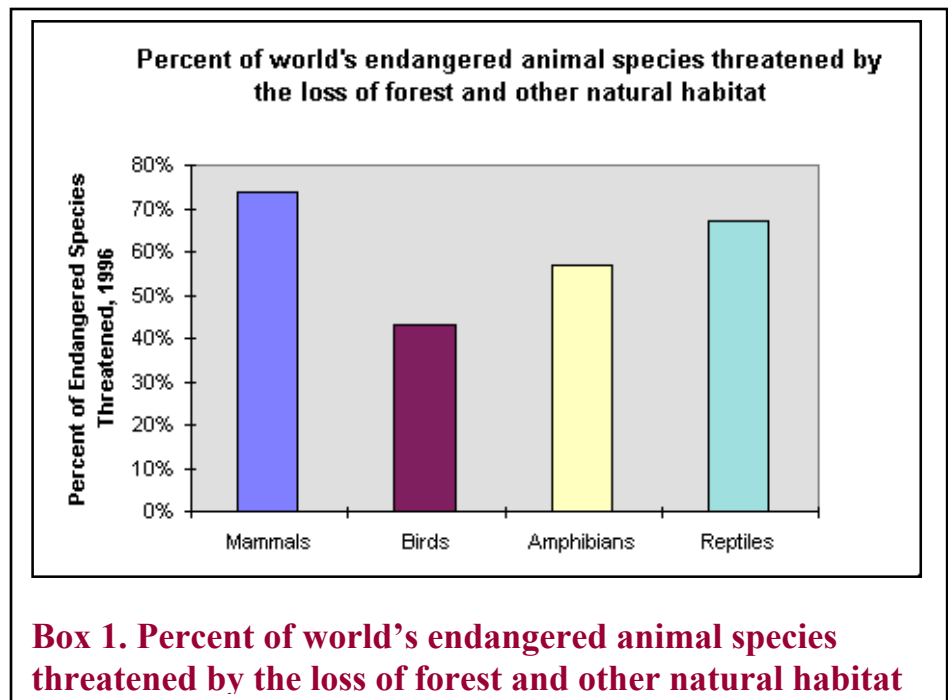 Percent of world's endangered animal species threatened by
the loss of forest and other natural habitat
Percent of Endangered Species
Threatened, 1996
80%
70%
60%
50%
40%
30%
20%
10%
0%
Mammals Birds Amphibians Reptiles
Box 1. Percent of world’s endangered animal species
threatened by the loss of forest and other natural habitat